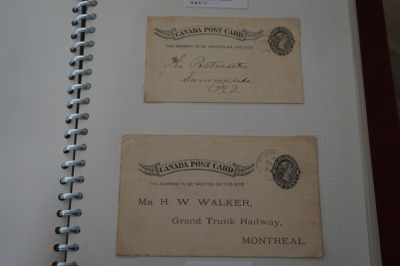 CANADA POST CARD
THE ADDRESS TO BE WRITTEN ON THIS SIDE
The Postmaster
Summerside
P.E.I
CANADA POST CARD
THE ADDRESS TO BE WRITTEN ON THIS SIDE
MR. H. W. WALKER,
Grand Trunk Railway,
MONTREAL.